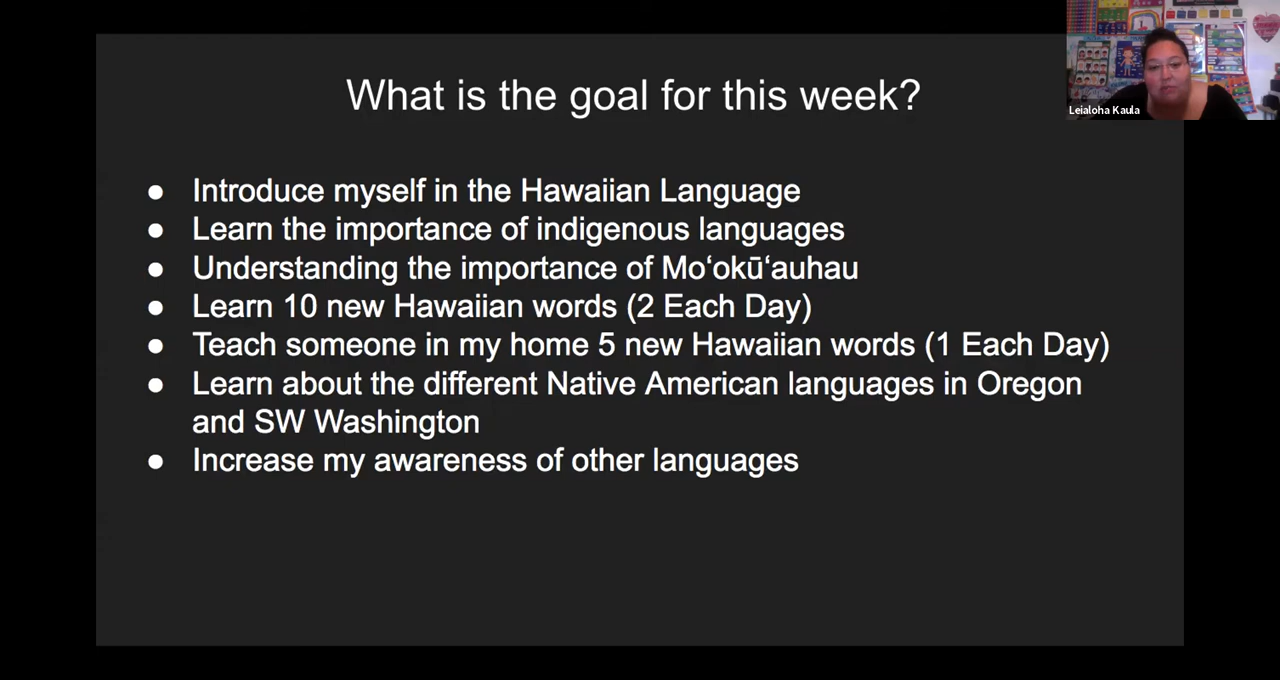 What is the goal for this week?
Leialoha Kaula
● Introduce myself in the Hawaiian Language
● Learn the importance of indigenous languages
● Understanding the importance of Moʻokūʻauhau
● Learn 10 new Hawaiian words (2 Each Day)
● Teach someone in my home 5 new Hawaiian words (1 Each Day)
● Learn about the different Native American languages in Oregon
and SW Washington
● Increase my awareness of other languages